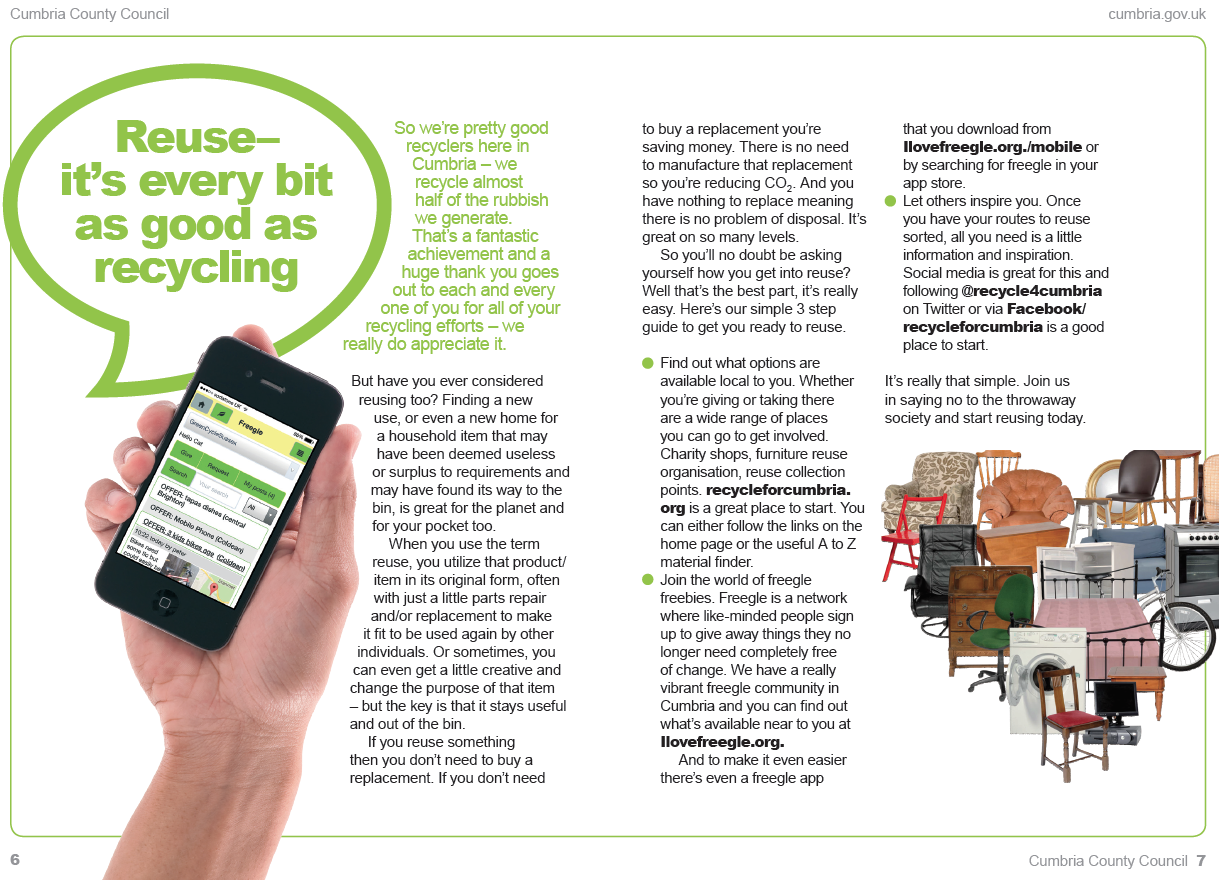 Cumbria County Council
cumbria.gov.uk
Reuse–
it's every bit
as good as
recycling
So we're pretty good
recyclers here in
Cumbria – we
recycle almost
half of the rubbish
we generate.
That's a fantastic
achievement and a
huge thank you goes
out to each and every
one of you for all of your
recycling efforts – we
really do appreciate it.
But have you ever considered
reusing too? Finding a new
use, or even a new home for
a household item that may
have been deemed useless
or surplus to requirements and
may have found its way to the
bin, is great for the planet and
for your pocket too.
When you use the term
reuse, you utilize that product/
item in its original form, often
with just a little parts repair
and/or replacement to make
it fit to be used again by other
individuals. Or sometimes, you
can even get a little creative and
change the purpose of that item
– but the key is that it stays useful
and out of the bin.
If you reuse something
then you don't need to buy a
replacement. If you don't need
to buy a replacement you're
saving money. There is no need
to manufacture that replacement
so you're reducing CO2. And you
have nothing to replace meaning
there is no problem of disposal. It's
great on so many levels.
So you'll no doubt be asking
yourself how you get into reuse?
Well that's the best part, it's really
easy. Here's our simple 3 step
guide to get you ready to reuse.
Find out what options are
available local to you. Whether
you're giving or taking there
are a wide range of places
you can go to get involved.
Charity shops, furniture reuse
organisation, reuse collection
points. recycleforcumbria.
org is a great place to start. You
can either follow the links on the
home page or the useful A to Z
material finder.
Join the world of freegle
freebies. Freegle is a network
where like-minded people sign
up to give away things they no
longer need completely free
of change. We have a really
vibrant freegle community in
Cumbria and you can find out
what's available near to you at
Ilovefreegle.org.
And to make it even easier
there's even a freegle app
that you download from
Ilovefreegle.org./mobile or
by searching for freegle in your
app store.
Let others inspire you. Once
you have your routes to reuse
sorted, all you need is a little
information and inspiration.
Social media is great for this and
following @recycle4cumbria
on Twitter or via Facebook/
recycleforcumbria is a good
place to start.
It's really that simple. Join us
in saying no to the throwaway
society and start reusing today.
vodafone UK
Freegle
GreenCycleSussex
Hello Cat
Give Request My posts (4)
Search Your search All
OFFER: tapas dishes (central
Brighton)
OFFER: Mobile Phone (Coldean)
OFFER: 3 kids bikes one (Coldean)
10:22 today by peter
Bikes need
some tlc but
could easily be
6
Cumbria County Council 7